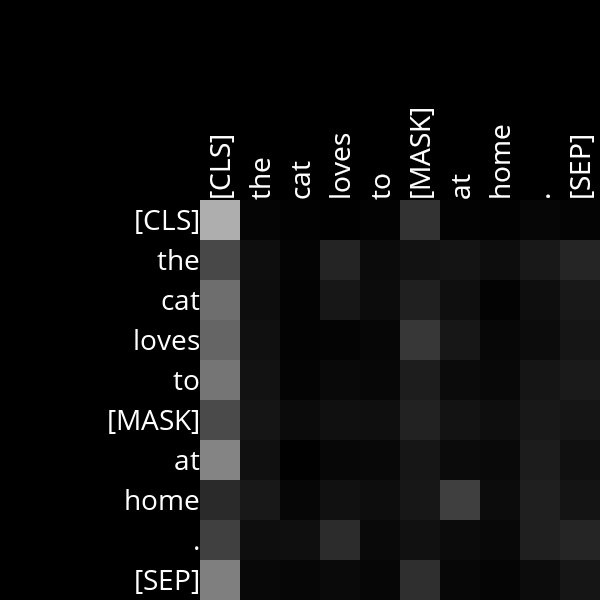 [CLS] the cat loves to [MASK] at home . [SEP]
[CLS]
the
cat
loves
to
[MASK]
at
home
.
[SEP]